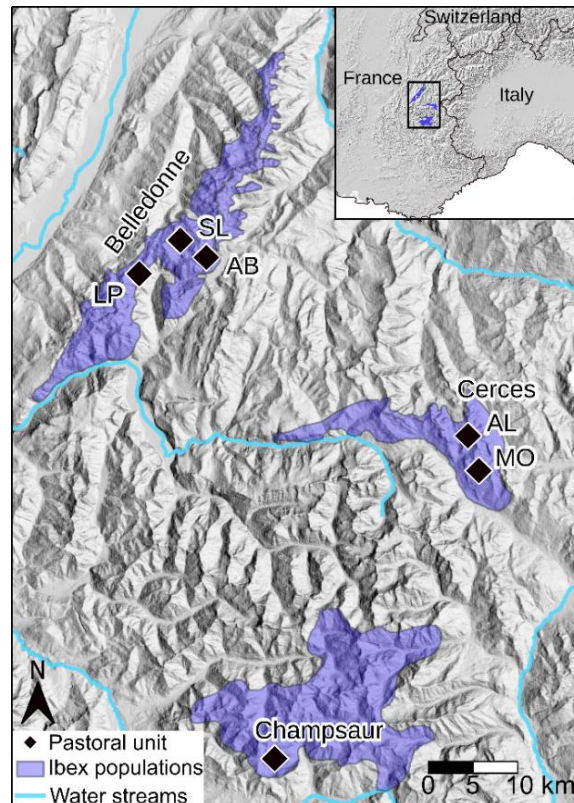 Switzerland
France
Italy
Belledonne
SL
AB
LP
Cerces
AL
MO
Champsaur
N
Pastoral unit
Ibex populations
Water streams
0 5 10 km